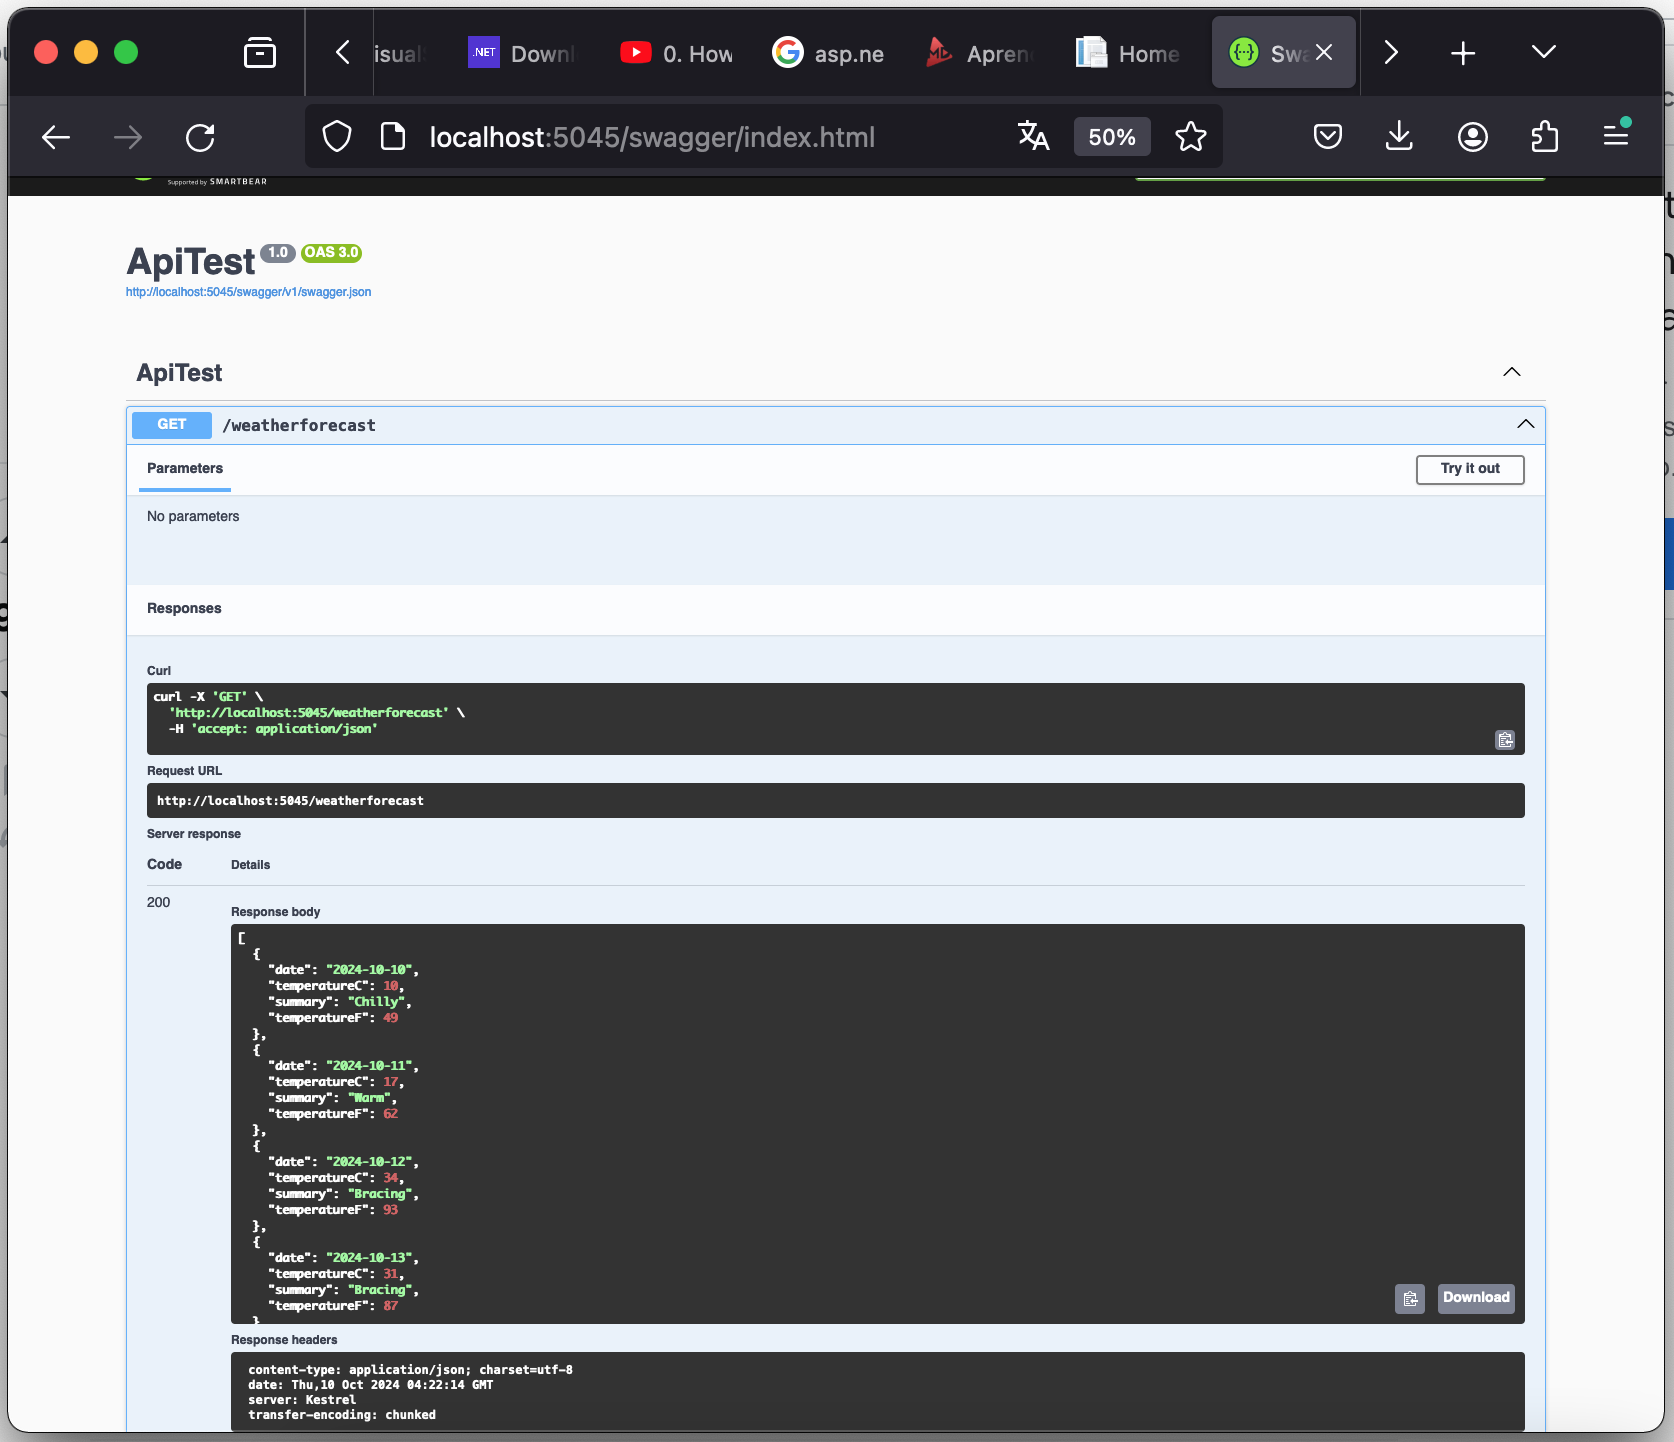 isual
.NET Downl
0. How
asp.ne
Apren
Home
Swa
localhost:5045/swagger/index.html
50%
Supported by SMARTBEAR
ApiTest 1.0 OAS 3.0
http://localhost:5045/swagger/v1/swagger.json
ApiTest
GET /weatherforecast
Parameters
Try it out
No parameters
Responses
Curl
curl -X 'GET' \
'http://localhost:5045/weatherforecast' \
-H 'accept: application/json'
Request URL
http://localhost:5045/weatherforecast
Server response
Code Details
200
Response body
[
{
"date": "2024-10-10",
"temperatureC": 10,
"summary": "Chilly",
"temperatureF": 49
},
{
"date": "2024-10-11",
"temperatureC": 17,
"summary": "Warm",
"temperatureF": 62
},
{
"date": "2024-10-12",
"temperatureC": 34,
"summary": "Bracing",
"temperatureF": 93
},
{
"date": "2024-10-13",
"temperatureC": 31,
"summary": "Bracing",
"temperatureF": 87
}
Download
Response headers
content-type: application/json; charset=utf-8
date: Thu,10 Oct 2024 04:22:14 GMT
server: Kestrel
transfer-encoding: chunked